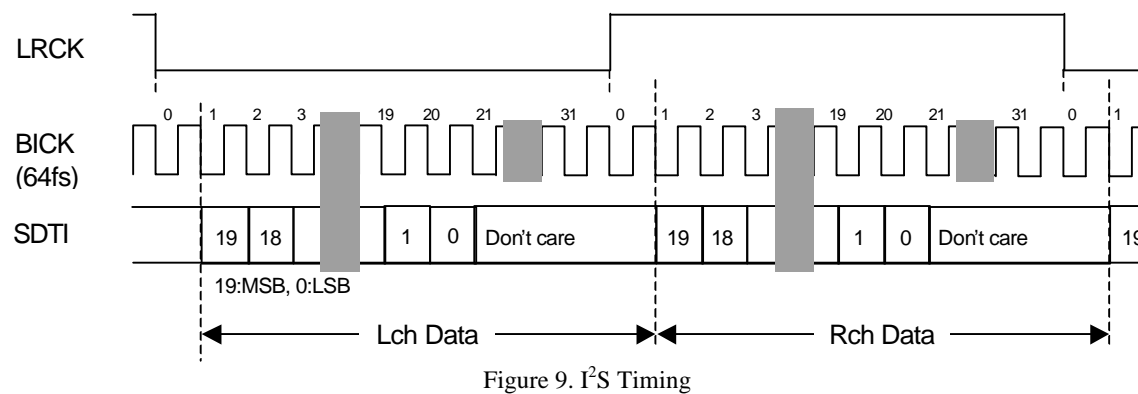 LRCK
0 1 2 3 19 20 21 31 0 1 2 3 19 20 21 31 0 1
BICK
(64fs)
SDTI
19 18 1 0 Don't care 19 18 1 0 Don't care 19
19:MSB, 0:LSB
Lch Data Rch Data
Figure 9. I²S Timing